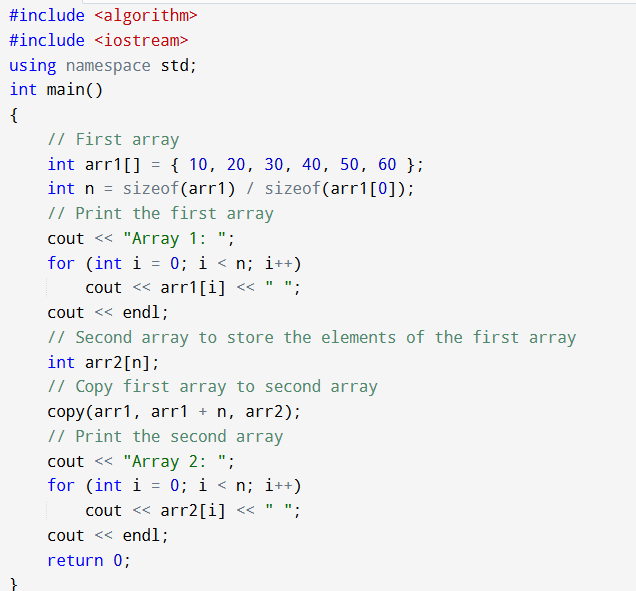 #include <algorithm>
#include <iostream>
using namespace std;
int main()
{
    // First array
    int arr1[] = { 10, 20, 30, 40, 50, 60 };
    int n = sizeof(arr1) / sizeof(arr1[0]);
    // Print the first array
    cout << "Array 1: ";
    for (int i = 0; i < n; i++)
        cout << arr1[i] << " ";
    cout << endl;
    // Second array to store the elements of the first array
    int arr2[n];
    // Copy first array to second array
    copy(arr1, arr1 + n, arr2);
    // Print the second array
    cout << "Array 2: ";
    for (int i = 0; i < n; i++)
        cout << arr2[i] << " ";
    cout << endl;
    return 0;
}